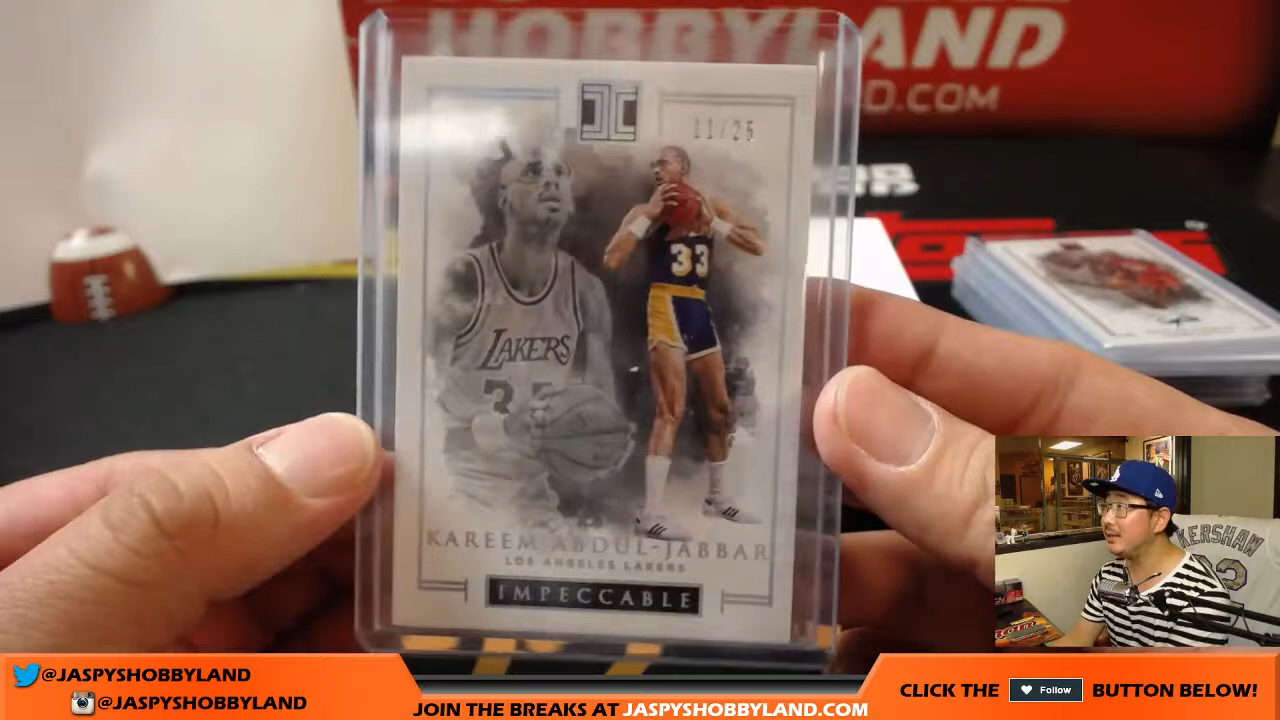 HOBBYLAND
D.COM
11/25
33
LAKERS
KAREEM ABDUL-JABBAR
LOS ANGELES LAKERS
IMPECCABLE
KERSHAW
@JASPYSHOBBYLAND
@JASPYSHOBBYLAND
JOIN THE BREAKS AT JASPYSHOBBYLAND.COM
CLICK THE Follow BUTTON BELOW!